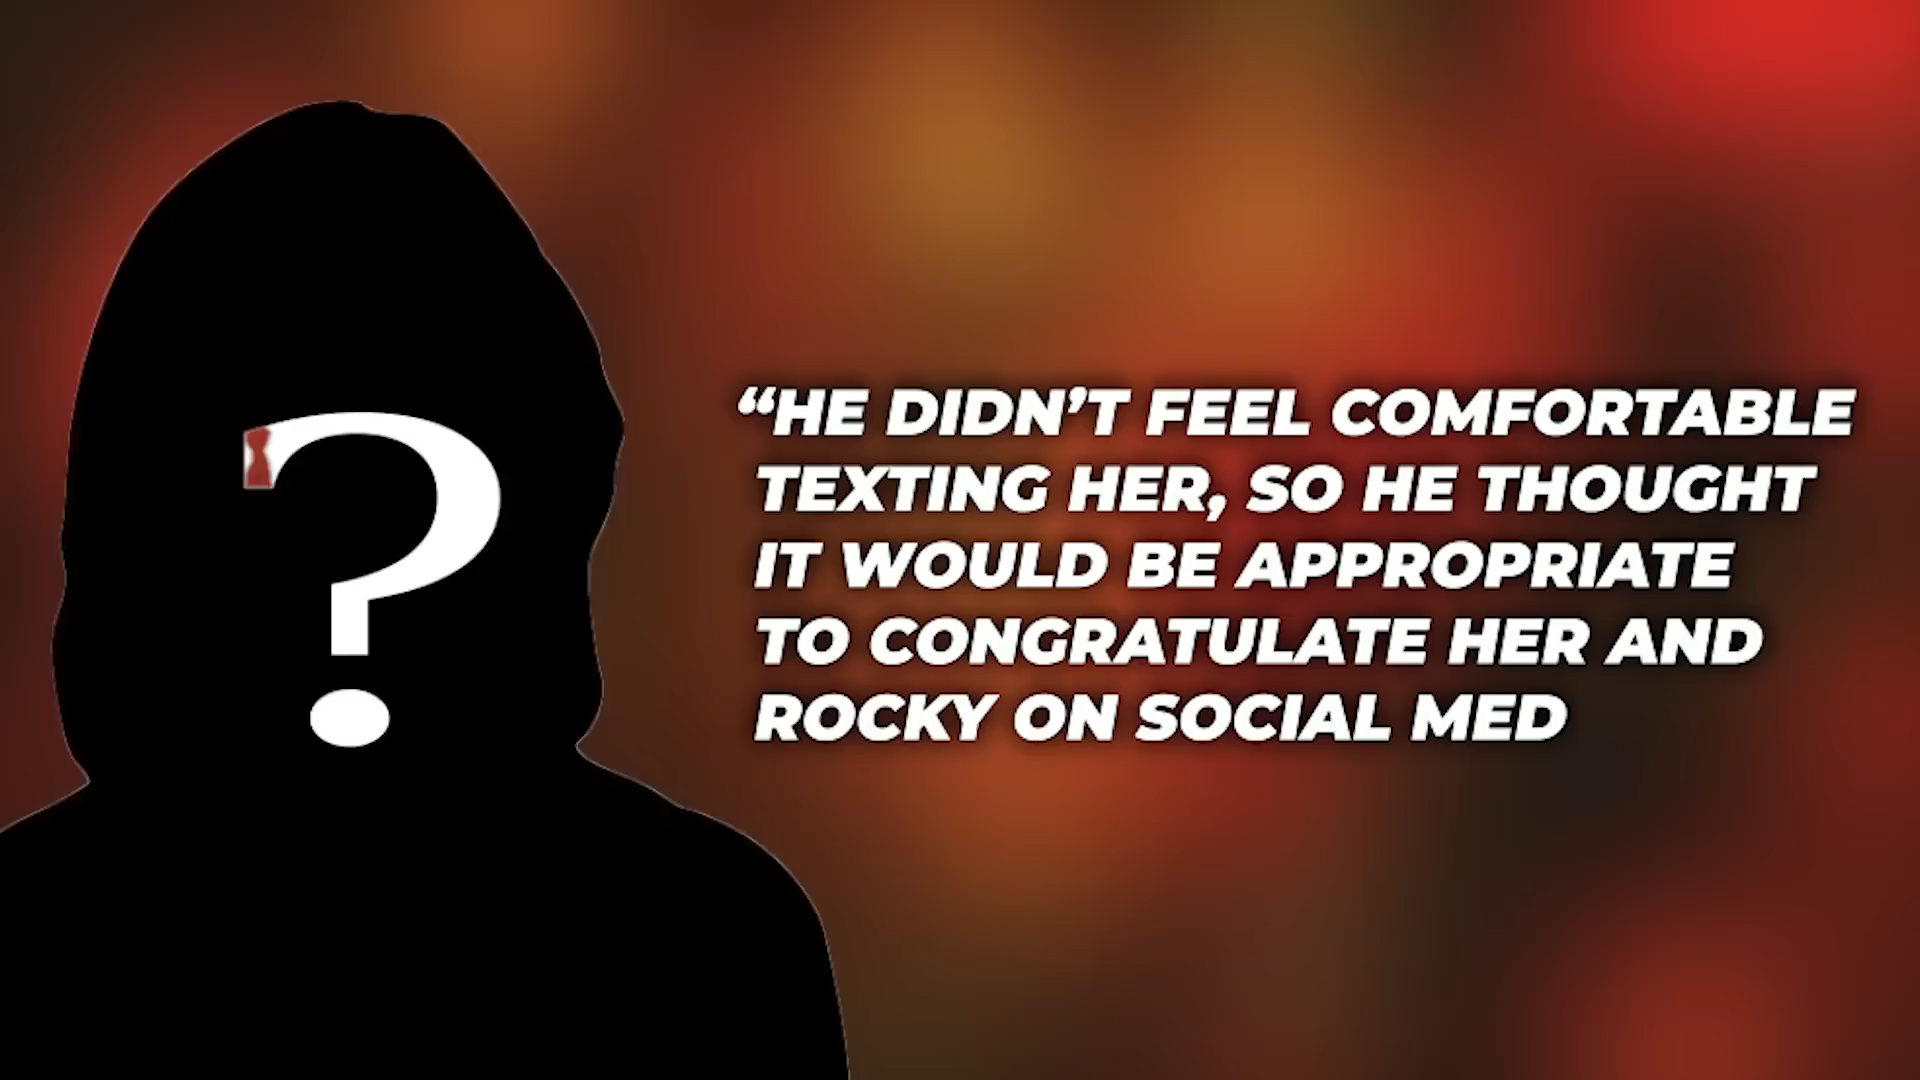 ?
“HE DIDN’T FEEL COMFORTABLE
TEXTING HER, SO HE THOUGHT
IT WOULD BE APPROPRIATE
TO CONGRATULATE HER AND
ROCKY ON SOCIAL MED